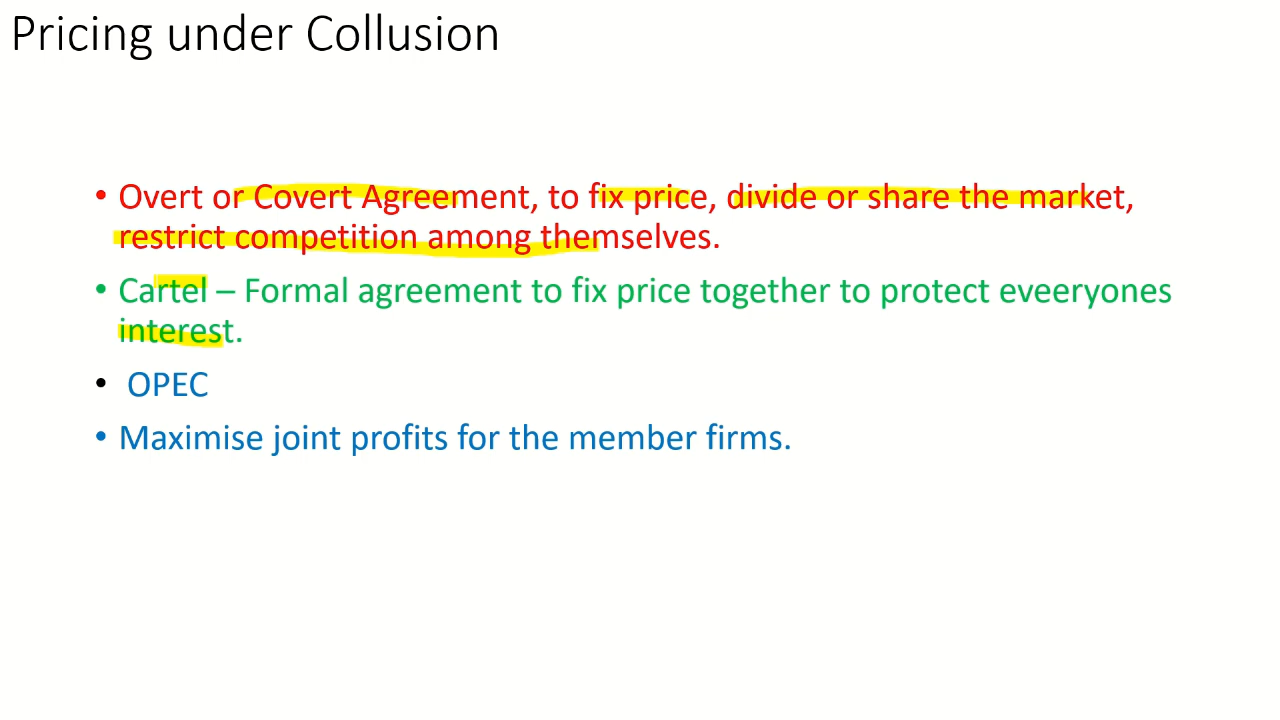 Pricing under Collusion
• Overt or Covert Agreement, to fix price, divide or share the market,
restrict competition among themselves.
• Cartel – Formal agreement to fix price together to protect eveeryones
interest.
• OPEC
• Maximise joint profits for the member firms.